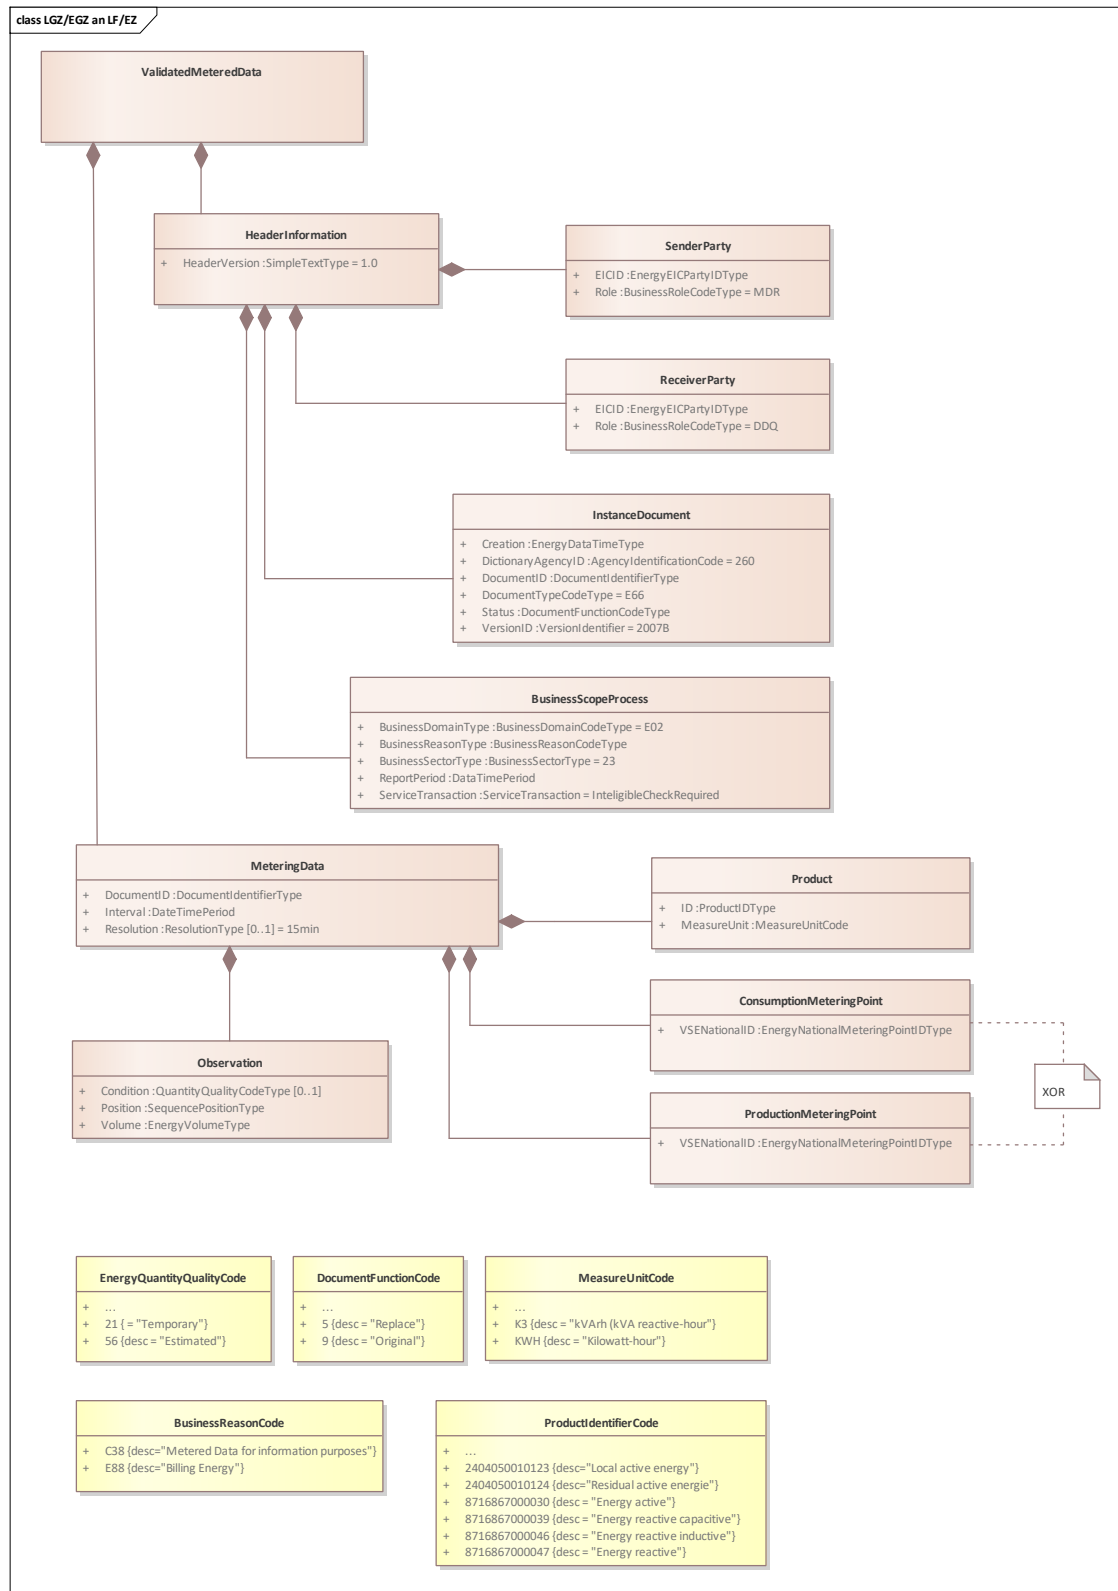 class LGZ/EGZ an LF/EZ
ValidatedMeteredData
HeaderInformation
+ HeaderVersion :SimpleTextType = 1.0
SenderParty
+ EICID :EnergyEICPartyIDType
+ Role :BusinessRoleCodeType = MDR
ReceiverParty
+ EICID :EnergyEICPartyIDType
+ Role :BusinessRoleCodeType = DDQ
InstanceDocument
+ Creation :EnergyDataTimeType
+ DictionaryAgencyID :AgencyIdentificationCode = 260
+ DocumentID :DocumentIdentifierType
+ DocumentTypeCodeType = E66
+ Status :DocumentFunctionCodeType
+ VersionID :VersionIdentifier = 2007B
BusinessScopeProcess
+ BusinessDomainType :BusinessDomainCodeType = E02
+ BusinessReasonType :BusinessReasonCodeType
+ BusinessSectorType :BusinessSectorType = 23
+ ReportPeriod :DataTimePeriod
+ ServiceTransaction :ServiceTransaction = InteligibleCheckRequired
MeteringData
+ DocumentID :DocumentIdentifierType
+ Interval :DateTimePeriod
+ Resolution :ResolutionType [0..1] = 15min
Product
+ ID :ProductIDType
+ MeasureUnit :MeasureUnitCode
ConsumptionMeteringPoint
+ VSENationalID :EnergyNationalMeteringPointIDType
Observation
+ Condition :QuantityQualityCodeType [0..1]
+ Position :SequencePositionType
+ Volume :EnergyVolumeType
XOR
ProductionMeteringPoint
+ VSENationalID :EnergyNationalMeteringPointIDType
EnergyQuantityQualityCode
+ ...
+ 21 { = "Temporary"}
+ 56 {desc = "Estimated"}
DocumentFunctionCode
+ ...
+ 5 {desc = "Replace"}
+ 9 {desc = "Original"}
MeasureUnitCode
+ ...
+ K3 {desc = "kVArh (kVA reactive-hour"}
+ KWH {desc = "Kilowatt-hour"}
BusinessReasonCode
+ C38 {desc="Metered Data for information purposes"}
+ E88 {desc="Billing Energy"}
ProductIdentifierCode
+ ...
+ 2404050010123 {desc="Local active energy"}
+ 2404050010124 {desc="Residual active energie"}
+ 8716867000030 {desc = "Energy active"}
+ 8716867000039 {desc = "Energy reactive capacitive"}
+ 8716867000046 {desc = "Energy reactive inductive"}
+ 8716867000047 {desc = "Energy reactive"}